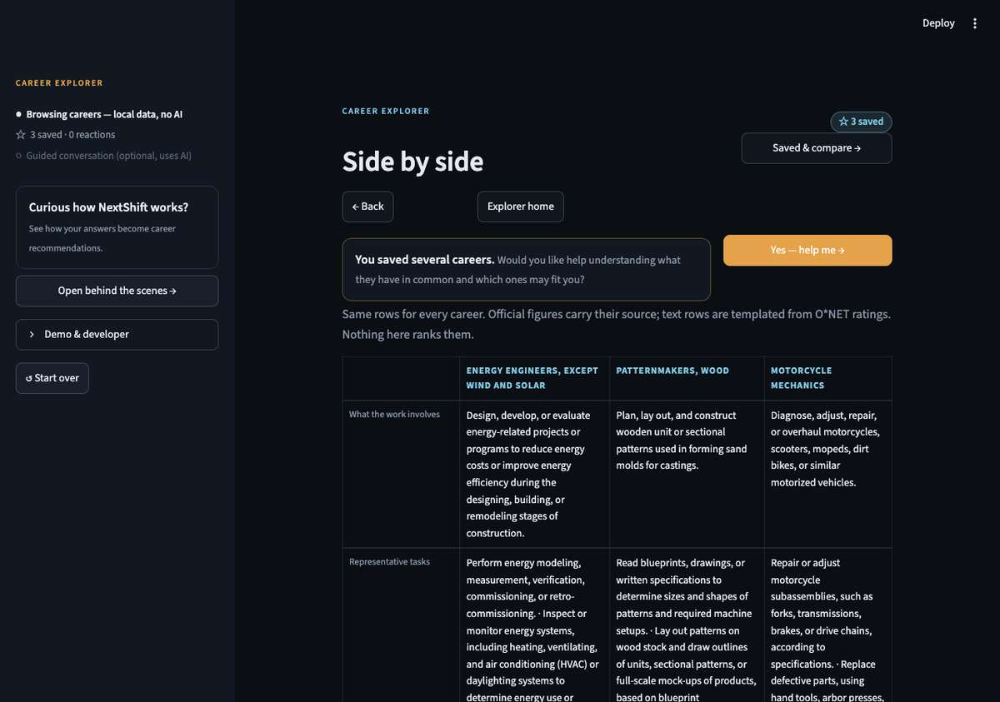 Deploy
CAREER EXPLORER
Browsing careers — local data, no AI
☆ 3 saved · 0 reactions
Guided conversation (optional, uses AI)
Curious how NextShift works?
See how your answers become career
recommendations.
Open behind the scenes →
Demo & developer
↺ Start over
CAREER EXPLORER
☆ 3 saved
Side by side
Saved & compare →
← Back
Explorer home
You saved several careers. Would you like help understanding what
they have in common and which ones may fit you?
Yes — help me →
Same rows for every career. Official figures carry their source; text rows are templated from O*NET ratings.
Nothing here ranks them.
ENERGY ENGINEERS, EXCEPT
WIND AND SOLAR
PATTERNMAKERS, WOOD
MOTORCYCLE
MECHANICS
What the work involves
Design, develop, or evaluate
energy-related projects or
programs to reduce energy
costs or improve energy
efficiency during the
designing, building, or
remodeling stages of
construction.
Plan, lay out, and construct
wooden unit or sectional
patterns used in forming sand
molds for castings.
Diagnose, adjust, repair,
or overhaul motorcycles,
scooters, mopeds, dirt
bikes, or similar
motorized vehicles.
Representative tasks
Perform energy modeling,
measurement, verification,
commissioning, or retro-
commissioning. · Inspect or
monitor energy systems,
including heating, ventilating,
and air conditioning (HVAC) or
daylighting systems to
determine energy use or
Read blueprints, drawings, or
written specifications to
determine sizes and shapes of
patterns and required machine
setups. · Lay out patterns on
wood stock and draw outlines
of units, sectional patterns, or
full-scale mock-ups of products,
based on blueprint
Repair or adjust
motorcycle
subassemblies, such as
forks, transmissions,
brakes, or drive chains,
according to
specifications. · Replace
defective parts, using
hand tools, arbor presses,